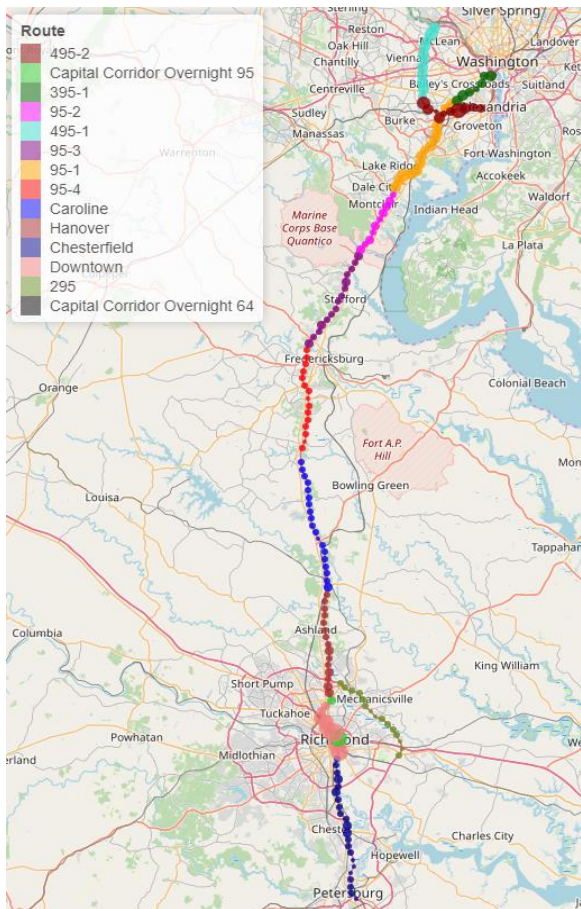 Route
495-2
Capital Corridor Overnight 95
395-1
95-2
495-1
95-3
95-1
95-4
Caroline
Hanover
Chesterfield
Downtown
295
Capital Corridor Overnight 64
Sterling
Silver Spring
Reston
McLean
Landover
Oak Hill
Chantilly
Vienna
Washington
Centreville
Bailey's Crossroads
Suitland
Sudley
Burke
Manassas
Groveton
Warrenton
Fort Washington
Lake Ridge
Accokeek
Dale City
Waldorf
Montclair
Indian Head
Marine
Corps Base
Quantico
La Plata
Stafford
Fredericksburg
Orange
Colonial Beach
Fort A.P.
Hill
Bowling Green
Louisa
Tappahan
Ashland
Columbia
King William
Short Pump
Mechanicsville
Tuckahoe
Powhatan
Richmond
Midlothian
Charles City
Hopewell
Petersburg